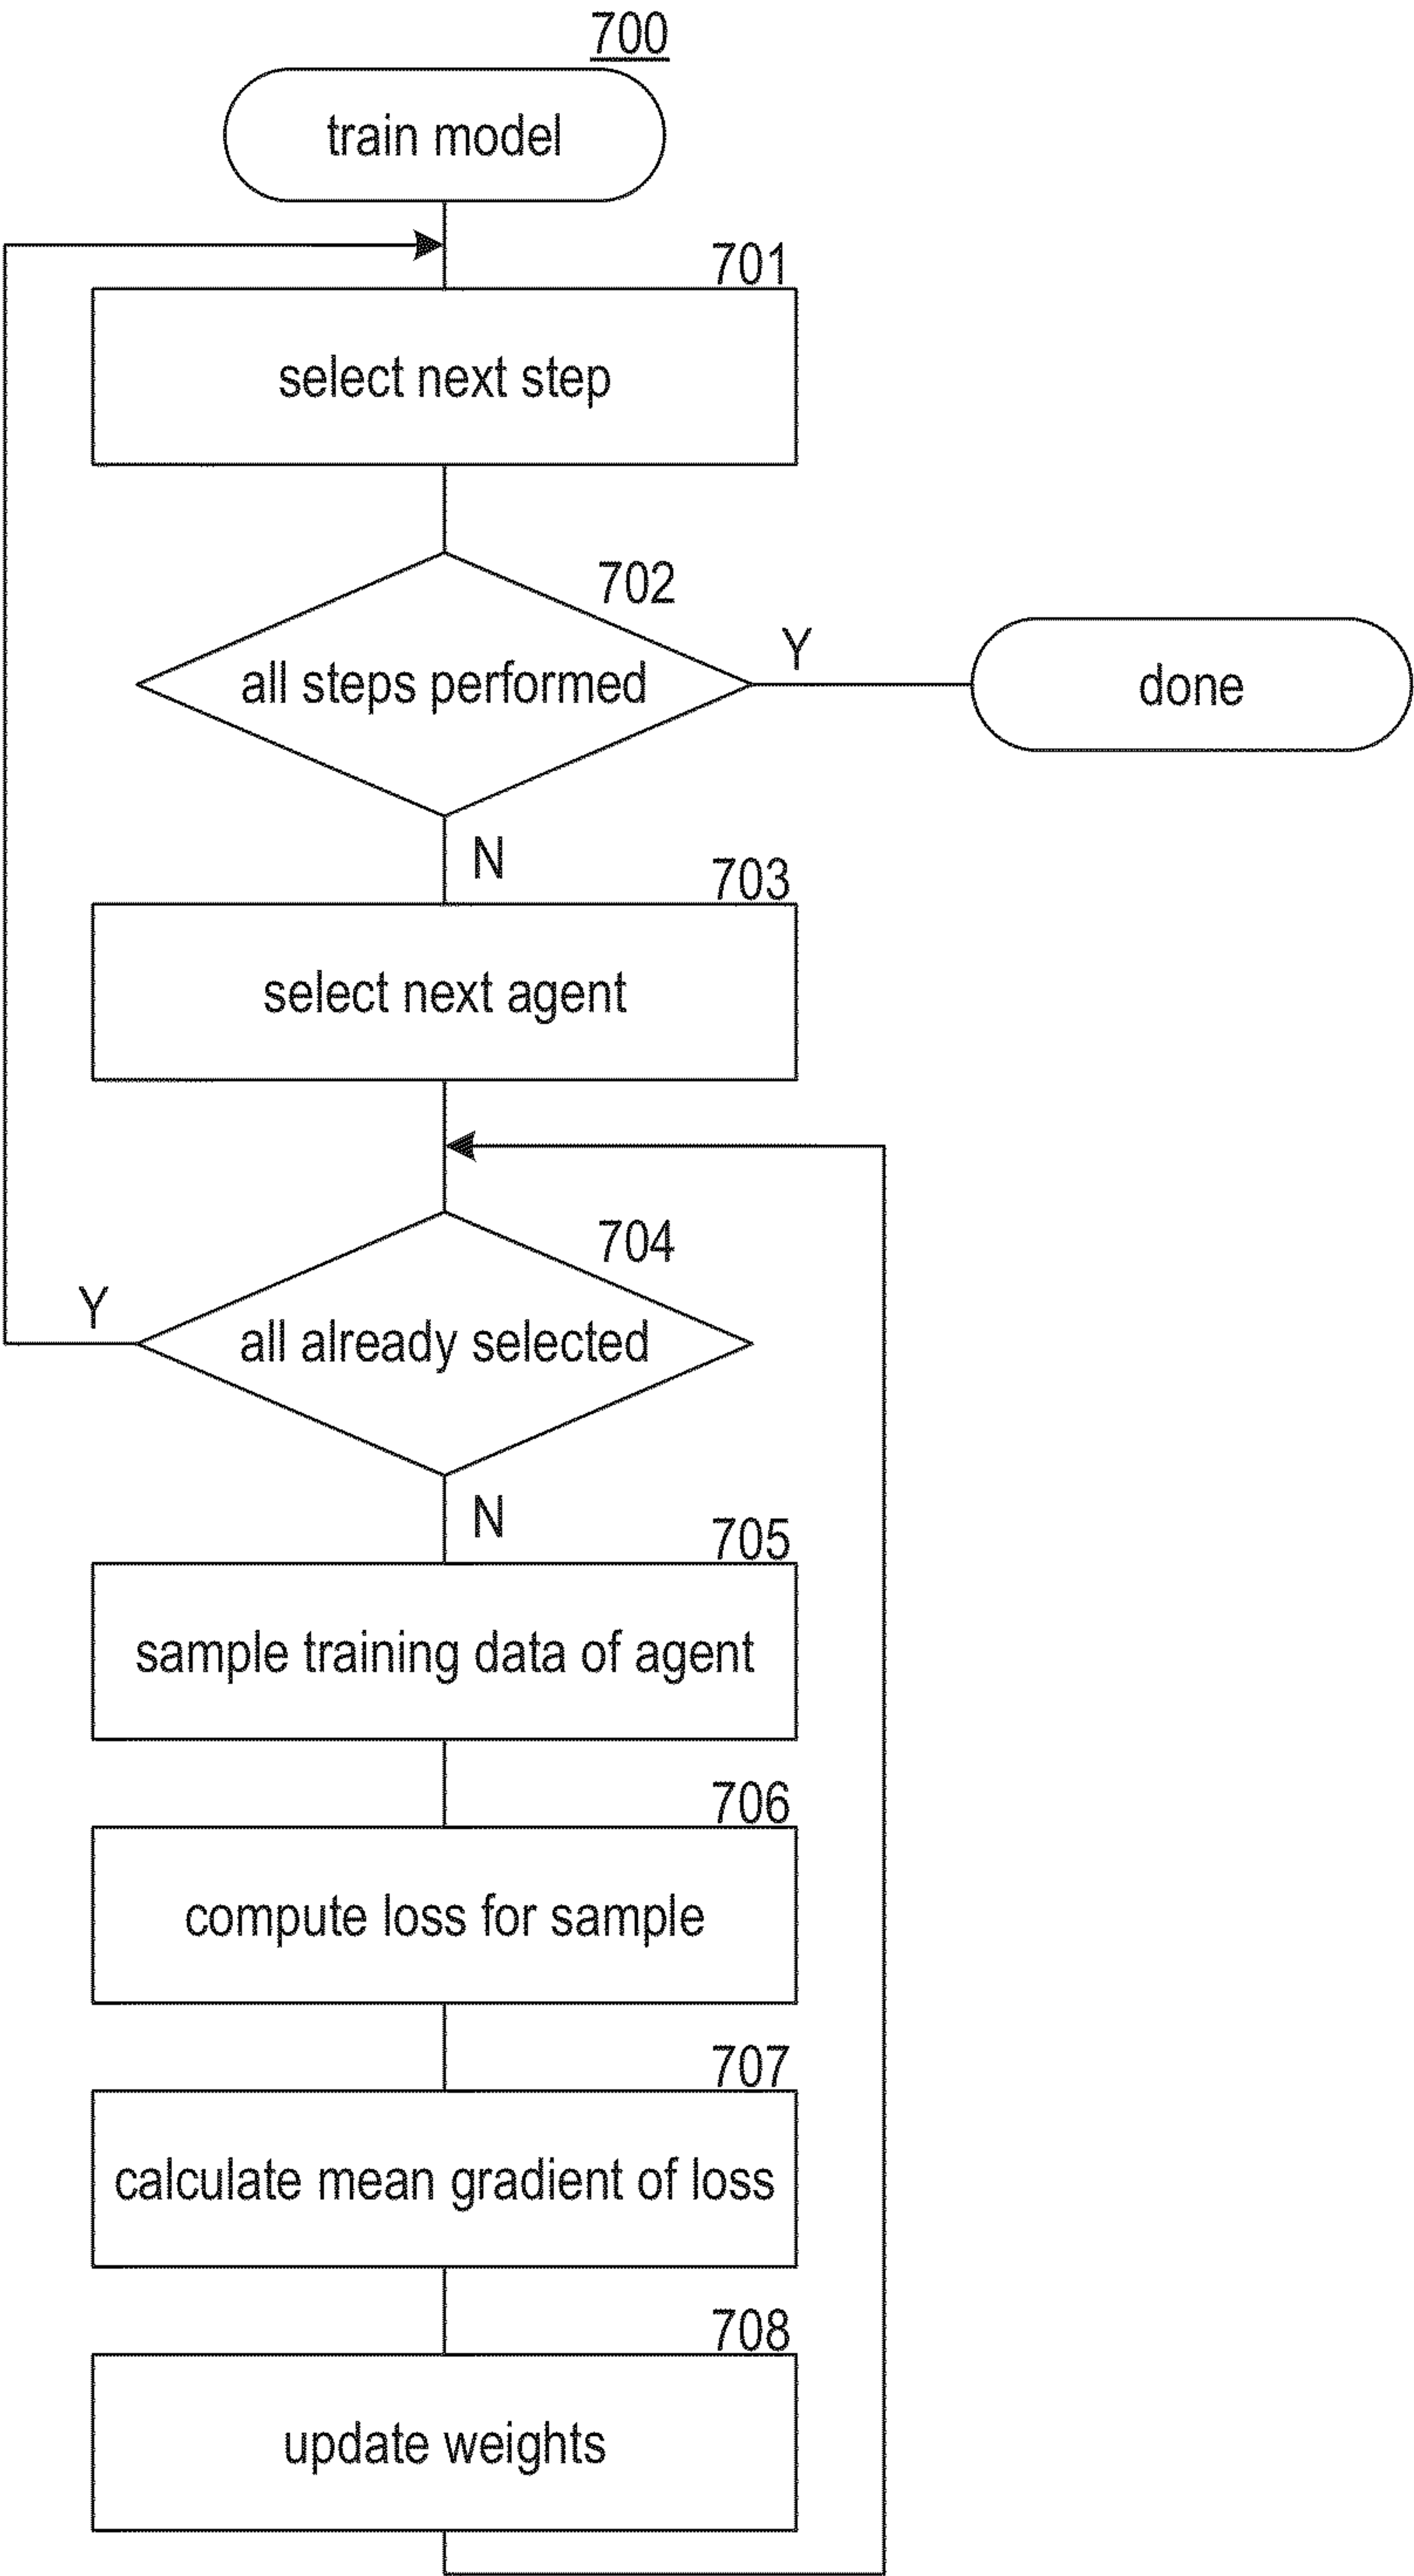 700
train model
701
select next step
702
all steps performed
Y
done
N
703
select next agent
704
Y
all already selected
N
705
sample training data of agent
706
compute loss for sample
707
calculate mean gradient of loss
708
update weights